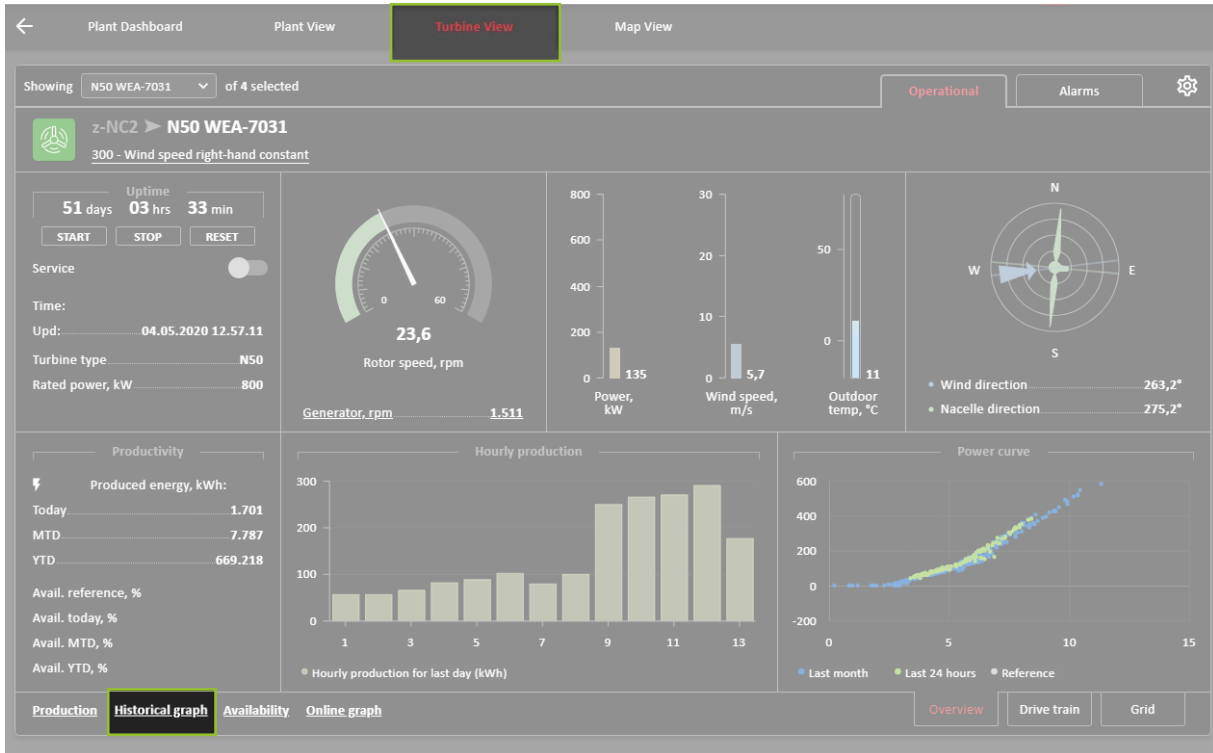 Plant Dashboard Plant View Turbine View Map View
Showing N50 WEA-7031 of 4 selected Operational Alarms
z-NC2 ➤ N50 WEA-7031
300 - Wind speed right-hand constant
Uptime
51 days 03 hrs 33 min
START STOP RESET
Service
Time:
Upd: 04.05.2020 12.57.11
Turbine type N50
Rated power, kW 800
0 60
23,6
Rotor speed, rpm
Generator, rpm 1.511
800
600
400
200
0
135
Power,
kW
30
20
10
0
5,7
Wind speed,
m/s
50
0
11
Outdoor
temp, °C
N
W E
S
Wind direction 263,2°
Nacelle direction 275,2°
Productivity
Produced energy, kWh:
Today 1.701
MTD 7.787
YTD 669.218
Avail. reference, %
Avail. today, %
Avail. MTD, %
Avail. YTD, %
Hourly production
300
200
100
0
1 3 5 7 9 11 13
Hourly production for last day (kWh)
Power curve
600
400
200
0
-200
0 5 10 15
Last month Last 24 hours Reference
Production Historical graph Availability Online graph Overview Drive train Grid